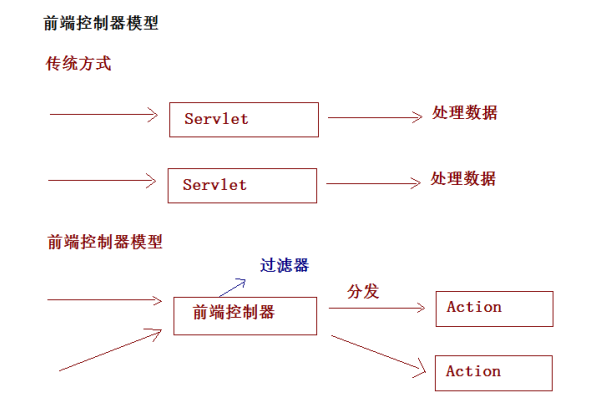 前端控制器模型
传统方式
Servlet
处理数据
Servlet
处理数据
前端控制器模型
过滤器
前端控制器
分发
Action
Action